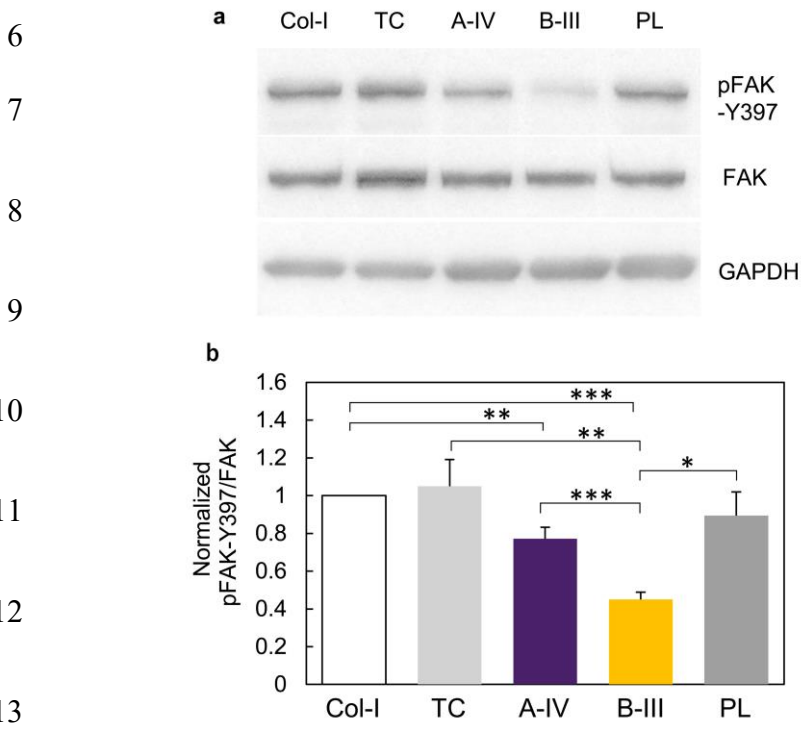 6
7
8
9
10
11
12
13
a
Col-I TC A-IV B-III PL
pFAK
-Y397
FAK
GAPDH
b
Normalized
pFAK-Y397/FAK
1.6
1.4
1.2
1
0.8
0.6
0.4
0.2
0
***
**
**
*
***
Col-I TC A-IV B-III PL